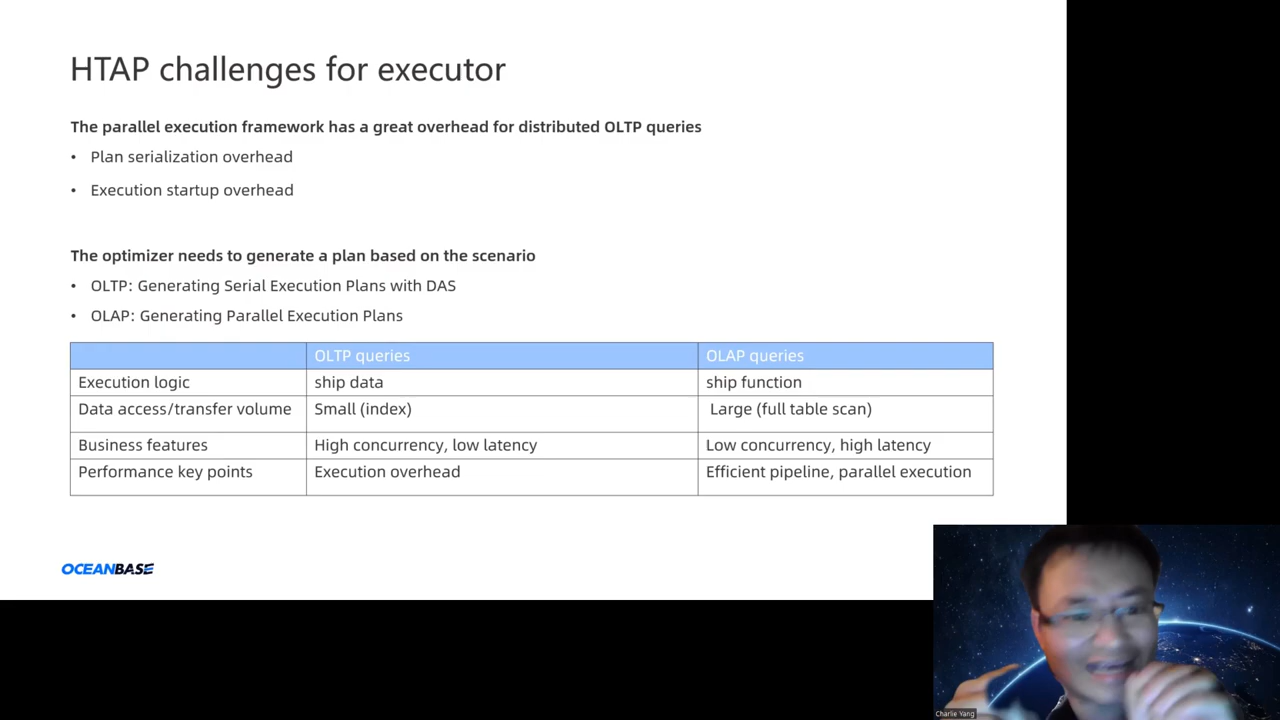 HTAP challenges for executor
The parallel execution framework has a great overhead for distributed OLTP queries
• Plan serialization overhead
• Execution startup overhead
The optimizer needs to generate a plan based on the scenario
• OLTP: Generating Serial Execution Plans with DAS
• OLAP: Generating Parallel Execution Plans
OLTP queries OLAP queries
Execution logic ship data ship function
Data access/transfer volume Small (index) Large (full table scan)
Business features High concurrency, low latency Low concurrency, high latency
Performance key points Execution overhead Efficient pipeline, parallel execution
OCEANBASE
Charlie Yang